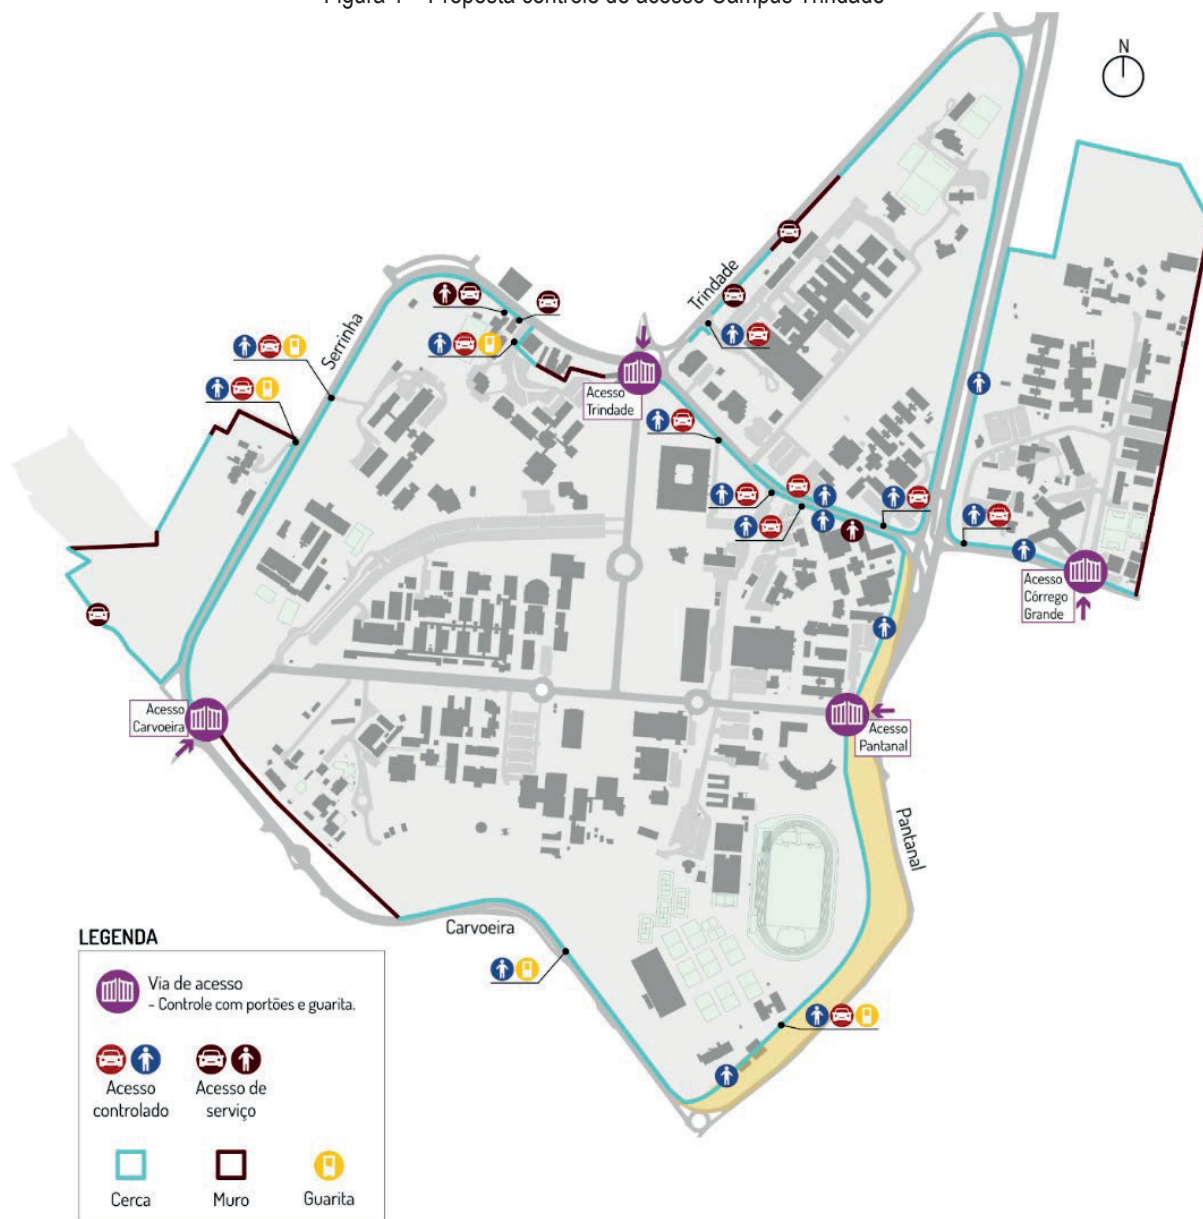 Figura 1 – Proposta controle de acesso Campus Trindade
N
Trindade
Serrinha
Acesso
Trindade
Acesso
Córrego
Grande
Acesso
Carvoeira
Acesso
Pantanal
Pantanal
Carvoeira
LEGENDA
Via de acesso
- Controle com portões e guarita.
Acesso
controlado
Acesso de
serviço
Cerca
Muro
Guarita